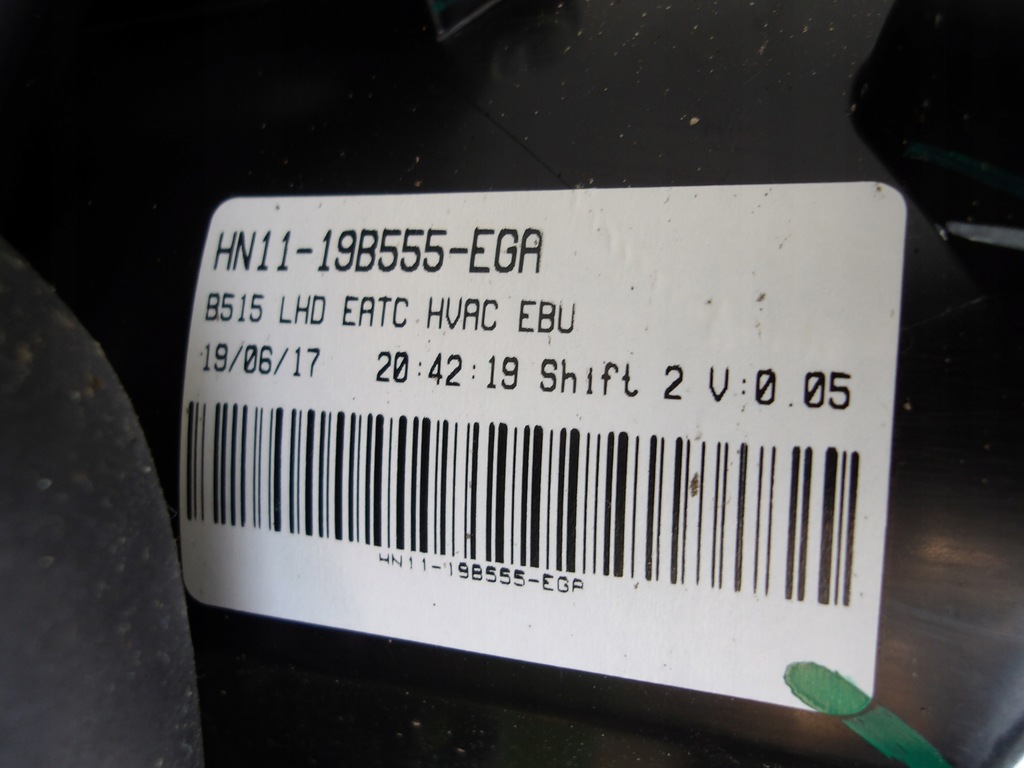 HN11-19B555-EGA
B515 LHD EATC HVAC EBU
19/06/17 20:42:19 Shift 2 V:0.05
HN11-19B555-EGA